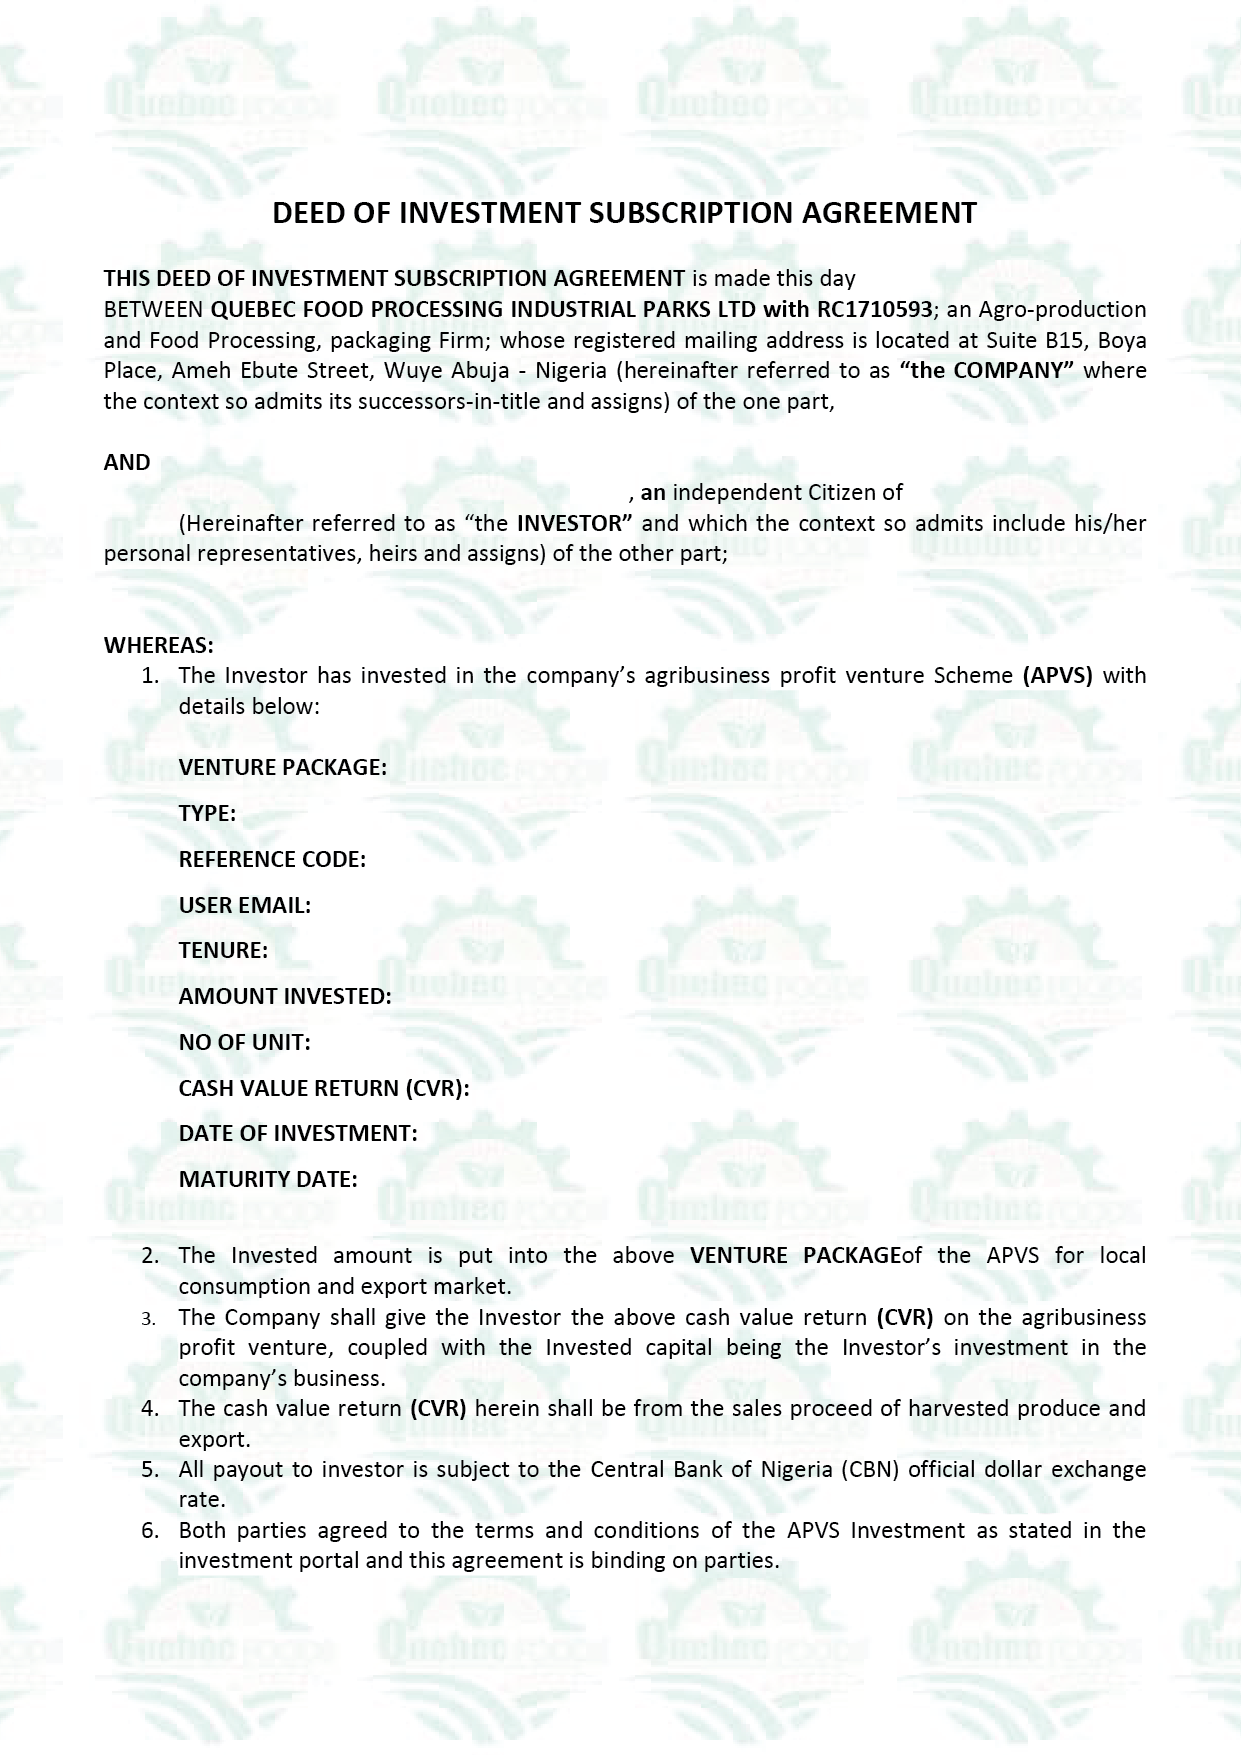 DEED OF INVESTMENT SUBSCRIPTION AGREEMENT
THIS DEED OF INVESTMENT SUBSCRIPTION AGREEMENT is made this day
BETWEEN QUEBEC FOOD PROCESSING INDUSTRIAL PARKS LTD with RC1710593; an Agro-production
and Food Processing, packaging Firm; whose registered mailing address is located at Suite B15, Boya
Place, Ameh Ebute Street, Wuye Abuja - Nigeria (hereinafter referred to as “the COMPANY” where
the context so admits its successors-in-title and assigns) of the one part,
AND
, an independent Citizen of
(Hereinafter referred to as “the INVESTOR” and which the context so admits include his/her
personal representatives, heirs and assigns) of the other part;
WHEREAS:
1. The Investor has invested in the company’s agribusiness profit venture Scheme (APVS) with
details below:
VENTURE PACKAGE:
TYPE:
REFERENCE CODE:
USER EMAIL:
TENURE:
AMOUNT INVESTED:
NO OF UNIT:
CASH VALUE RETURN (CVR):
DATE OF INVESTMENT:
MATURITY DATE:
2. The Invested amount is put into the above VENTURE PACKAGEof the APVS for local
consumption and export market.
3. The Company shall give the Investor the above cash value return (CVR) on the agribusiness
profit venture, coupled with the Invested capital being the Investor’s investment in the
company’s business.
4. The cash value return (CVR) herein shall be from the sales proceed of harvested produce and
export.
5. All payout to investor is subject to the Central Bank of Nigeria (CBN) official dollar exchange
rate.
6. Both parties agreed to the terms and conditions of the APVS Investment as stated in the
investment portal and this agreement is binding on parties.